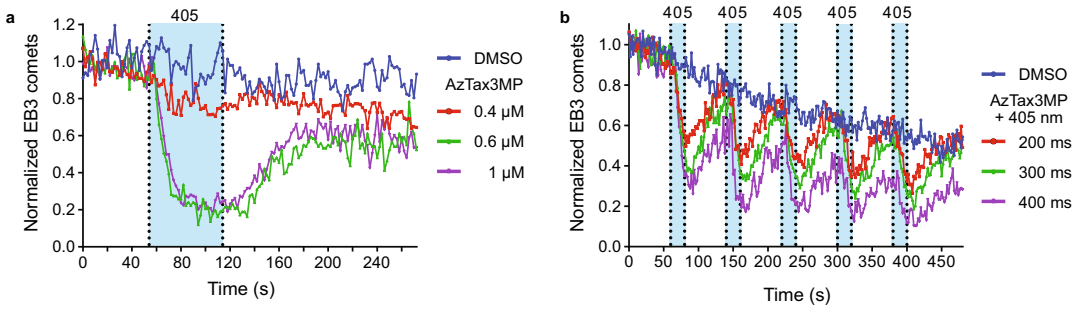 a
405
Normalized EB3 comets
1.2
1.0
0.8
0.6
0.4
0.2
0.0
0
40
80
120
160
200
240
Time (s)
DMSO
AzTax3MP
0.4 µM
0.6 µM
1 µM
b
405 405 405 405
Normalized EB3 comets
1.0
0.8
0.6
0.4
0.2
0.0
0
50
100
150
200
250
300
350
400
450
Time (s)
DMSO
AzTax3MP
+ 405 nm
200 ms
300 ms
400 ms